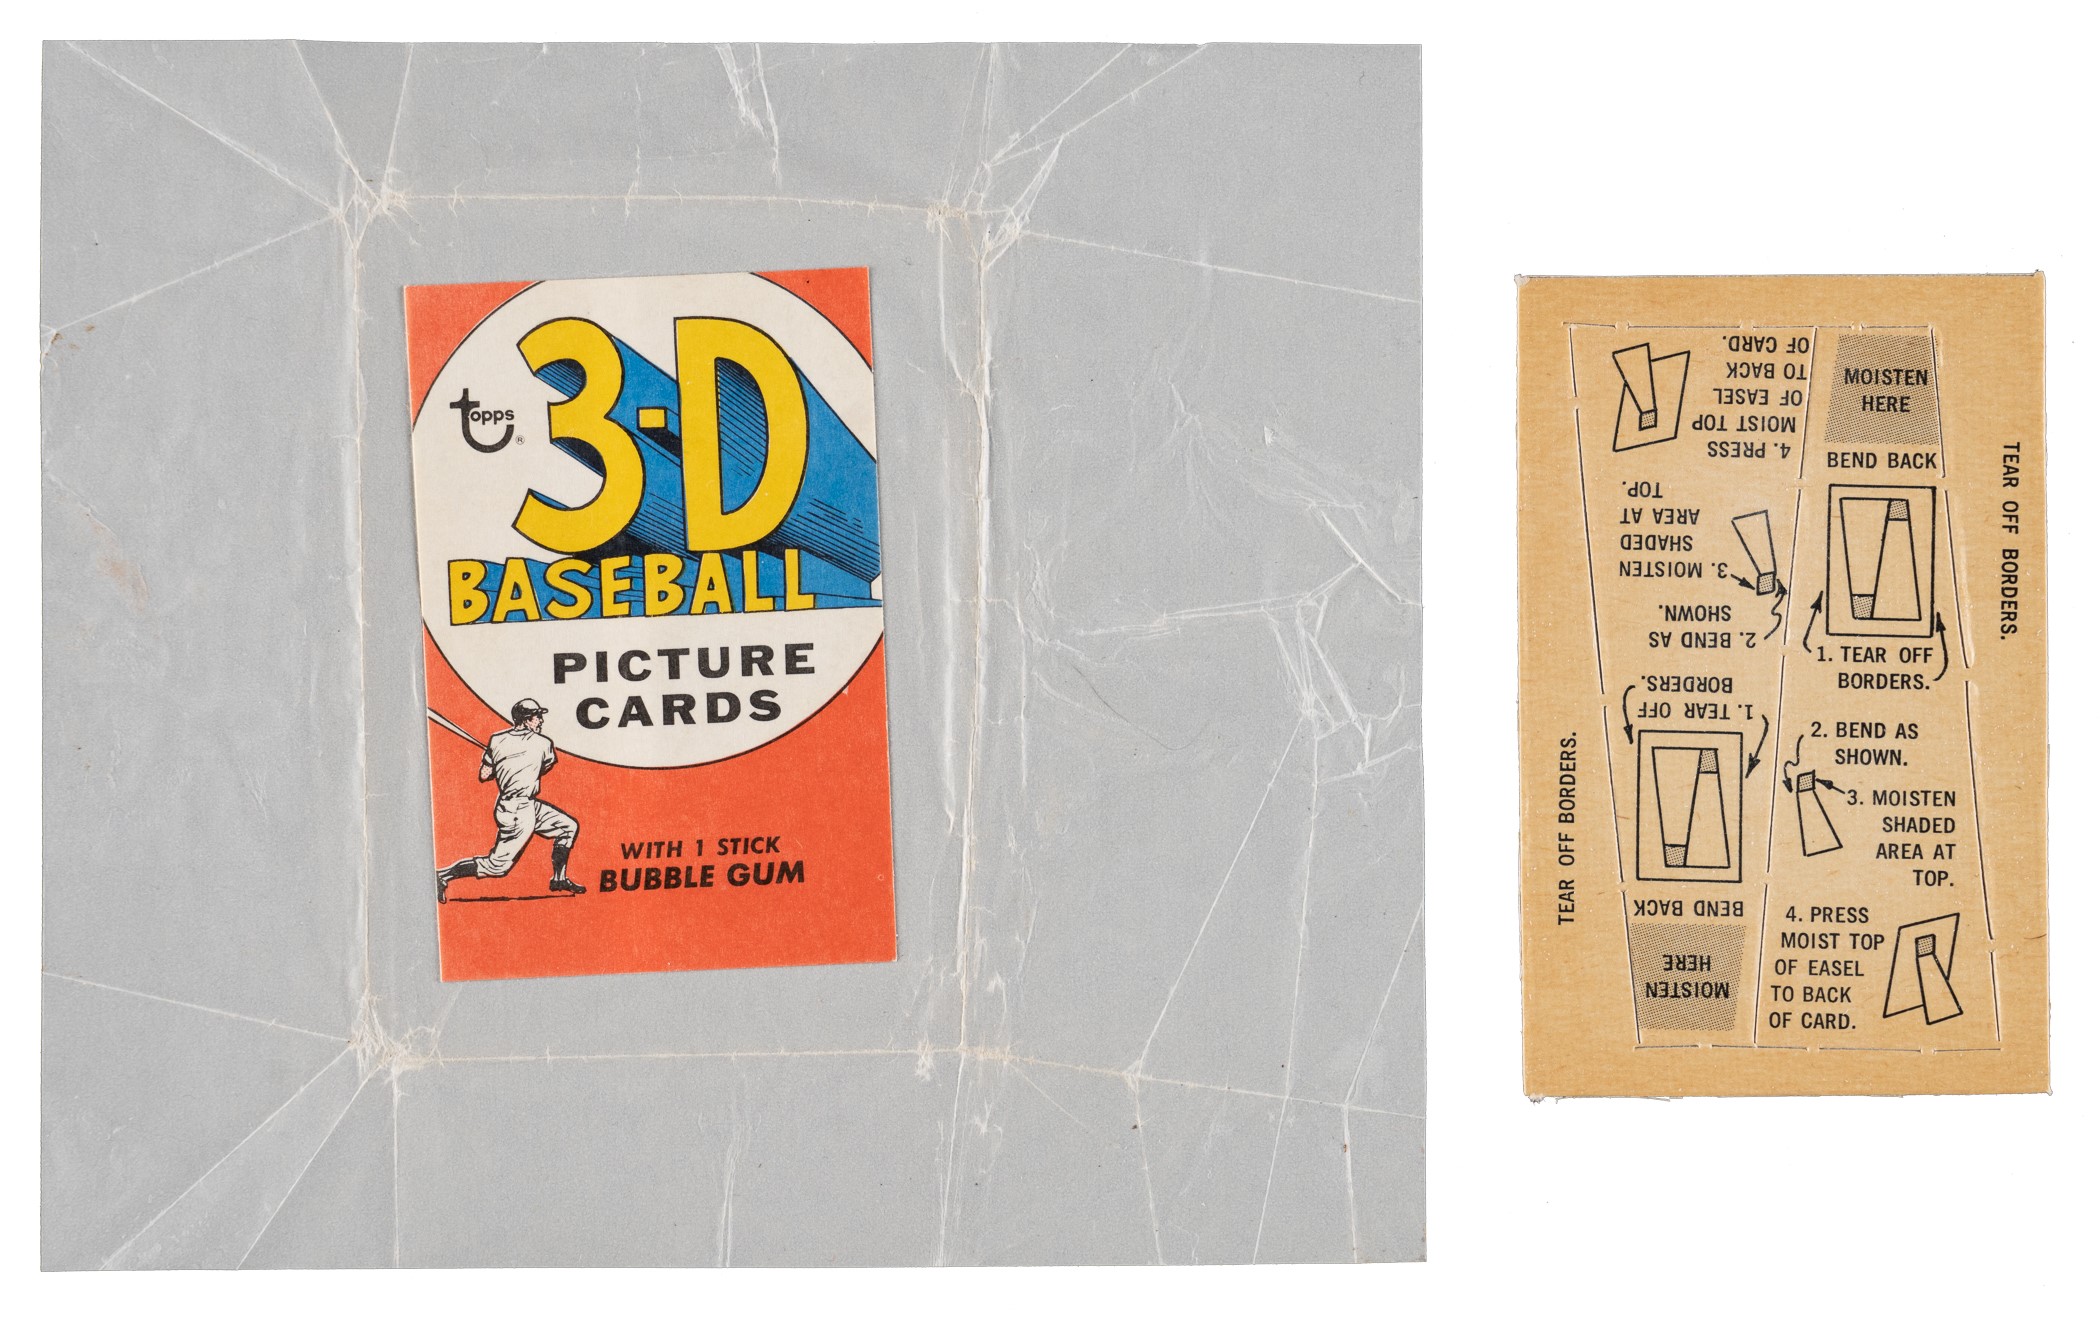 topps
®
3-D
BASEBALL
PICTURE
CARDS
WITH 1 STICK
BUBBLE GUM
TEAR OFF BORDERS.
MOISTEN
HERE
BEND BACK
1. TEAR OFF
BORDERS.
2. BEND AS
SHOWN.
3. MOISTEN
SHADED
AREA AT
TOP.
4. PRESS
MOIST TOP
OF EASEL
TO BACK
OF CARD.
MOISTEN
HERE
BEND BACK
1. TEAR OFF
BORDERS.
2. BEND AS
SHOWN.
3. MOISTEN
SHADED
AREA AT
TOP.
4. PRESS
MOIST TOP
OF EASEL
TO BACK
OF CARD.
TEAR OFF BORDERS.